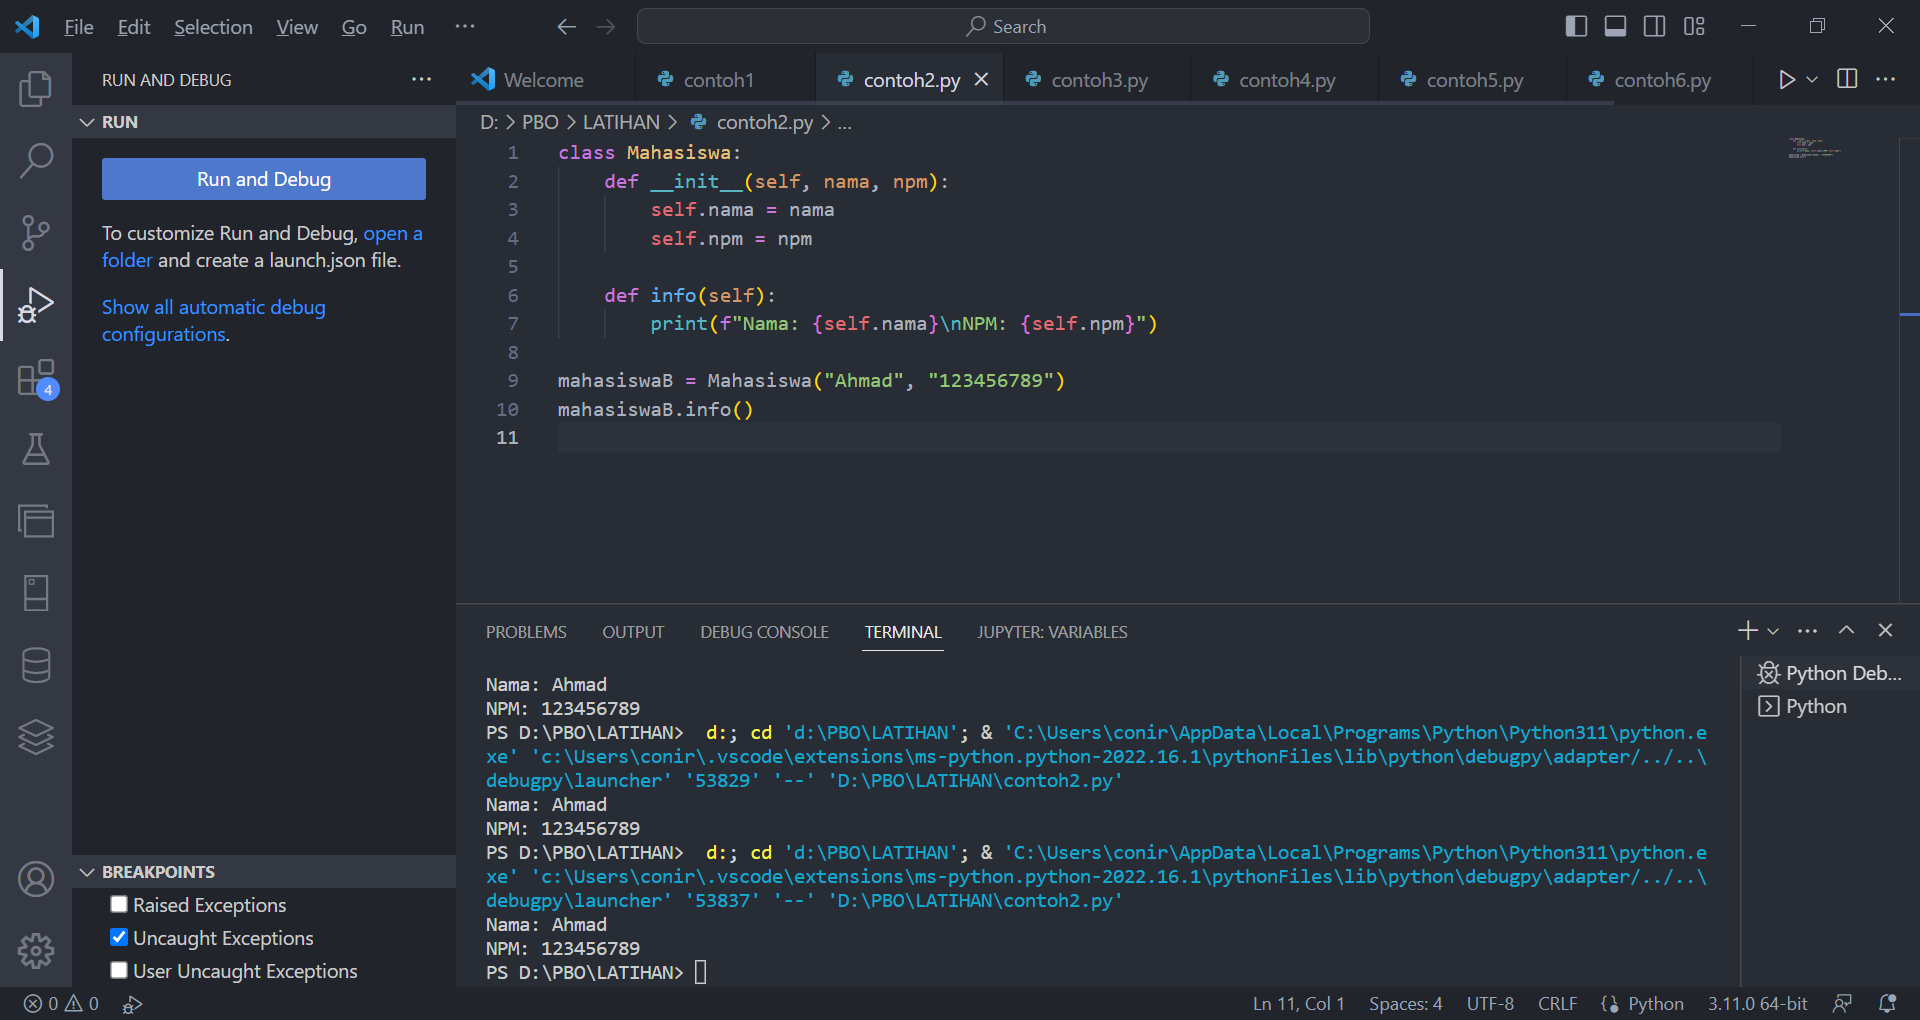 File Edit Selection View Go Run ··· Search
RUN AND DEBUG ···
Welcome contoh1 contoh2.py contoh3.py contoh4.py contoh5.py contoh6.py ···
RUN
Run and Debug
To customize Run and Debug, open a
folder and create a launch.json file.
Show all automatic debug
configurations.
4
D: > PBO > LATIHAN > contoh2.py > ...
1 class Mahasiswa:
2 def __init__(self, nama, npm):
3 self.nama = nama
4 self.npm = npm
5
6 def info(self):
7 print(f"Nama: {self.nama}\nNPM: {self.npm}")
8
9 mahasiswaB = Mahasiswa("Ahmad", "123456789")
10 mahasiswaB.info()
11
PROBLEMS OUTPUT DEBUG CONSOLE TERMINAL JUPYTER: VARIABLES
Nama: Ahmad
NPM: 123456789
PS D:\PBO\LATIHAN>  d:; cd 'd:\PBO\LATIHAN'; & 'C:\Users\conir\AppData\Local\Programs\Python\Python311\python.e
xe' 'c:\Users\conir\.vscode\extensions\ms-python.python-2022.16.1\pythonFiles\lib\python\debugpy\adapter/../..\
debugpy\launcher' '53829' '--' 'D:\PBO\LATIHAN\contoh2.py'
Nama: Ahmad
NPM: 123456789
PS D:\PBO\LATIHAN>  d:; cd 'd:\PBO\LATIHAN'; & 'C:\Users\conir\AppData\Local\Programs\Python\Python311\python.e
xe' 'c:\Users\conir\.vscode\extensions\ms-python.python-2022.16.1\pythonFiles\lib\python\debugpy\adapter/../..\
debugpy\launcher' '53837' '--' 'D:\PBO\LATIHAN\contoh2.py'
Nama: Ahmad
NPM: 123456789
PS D:\PBO\LATIHAN>
Python Deb...
Python
BREAKPOINTS
Raised Exceptions
Uncaught Exceptions
User Uncaught Exceptions
0 0 Ln 11, Col 1 Spaces: 4 UTF-8 CRLF Python 3.11.0 64-bit